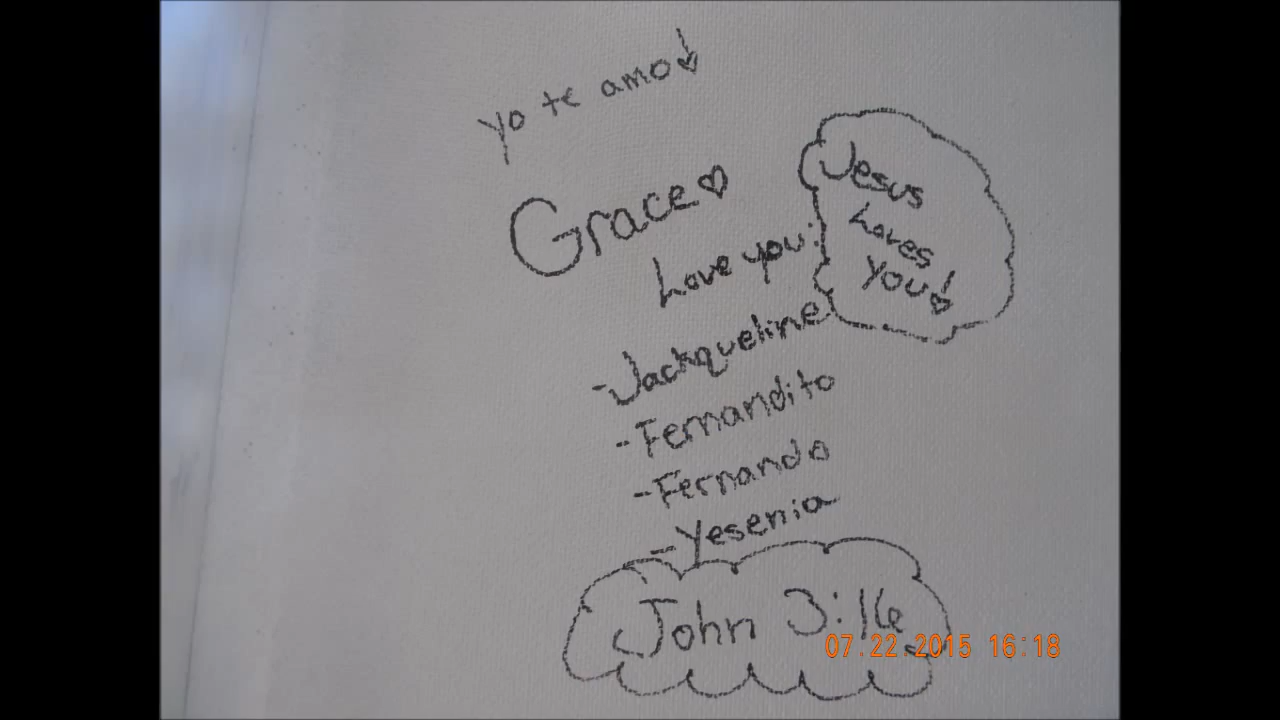 yo te amo!
Grace
Love you:
Jesus
Loves
You!
-Jackqueline
-Fernandito
-Fernando
-Yesenia
John 3:16
07.22.2015 16:18